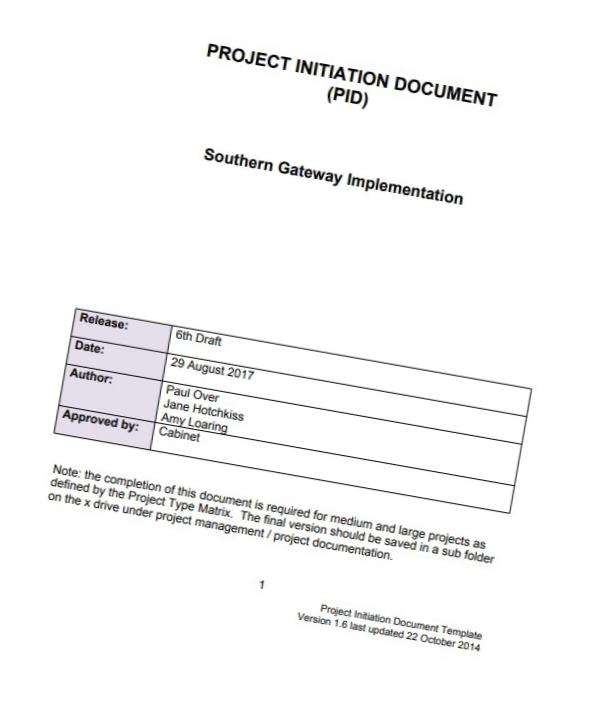 PROJECT INITIATION DOCUMENT
(PID)
Southern Gateway Implementation
Release: 6th Draft
Date: 29 August 2017
Author: Paul Over
Jane Hotchkiss
Amy Loaring
Approved by: Cabinet
Note: the completion of this document is required for medium and large projects as
defined by the Project Type Matrix. The final version should be saved in a sub folder
on the x drive under project management / project documentation.
1
Project Initiation Document Template
Version 1.6 last updated 22 October 2014